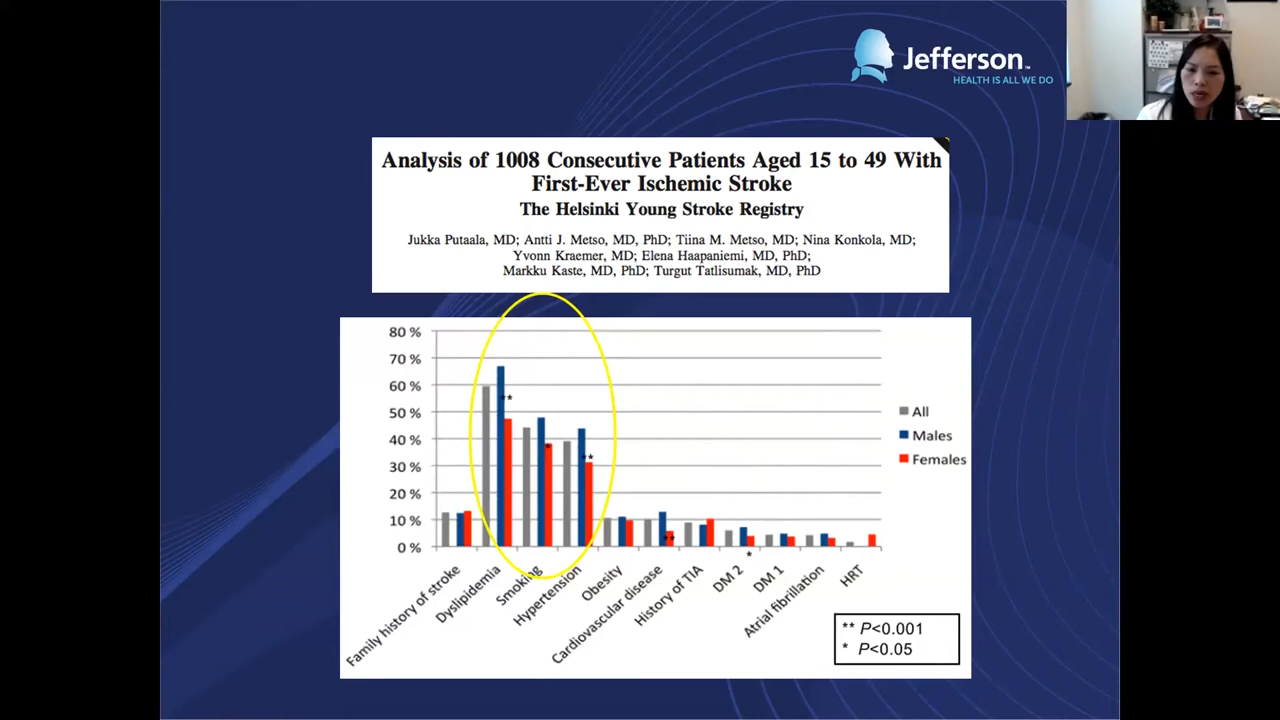 Jefferson™
HEALTH IS ALL WE DO
Analysis of 1008 Consecutive Patients Aged 15 to 49 With
First-Ever Ischemic Stroke
The Helsinki Young Stroke Registry
Jukka Putaala, MD; Antti J. Metso, MD, PhD; Tiina M. Metso, MD; Nina Konkola, MD;
Yvonn Kraemer, MD; Elena Haapaniemi, MD, PhD;
Markku Kaste, MD, PhD; Turgut Tatlisumak, MD, PhD
80 %
70 %
60 %
50 %
40 %
30 %
20 %
10 %
0 %
**
*
**
**
*
All
Males
Females
Family history of stroke
Dyslipidemia
Smoking
Hypertension
Obesity
Cardiovascular disease
History of TIA
DM 2
DM 1
Atrial fibrillation
HRT
** P<0.001
* P<0.05